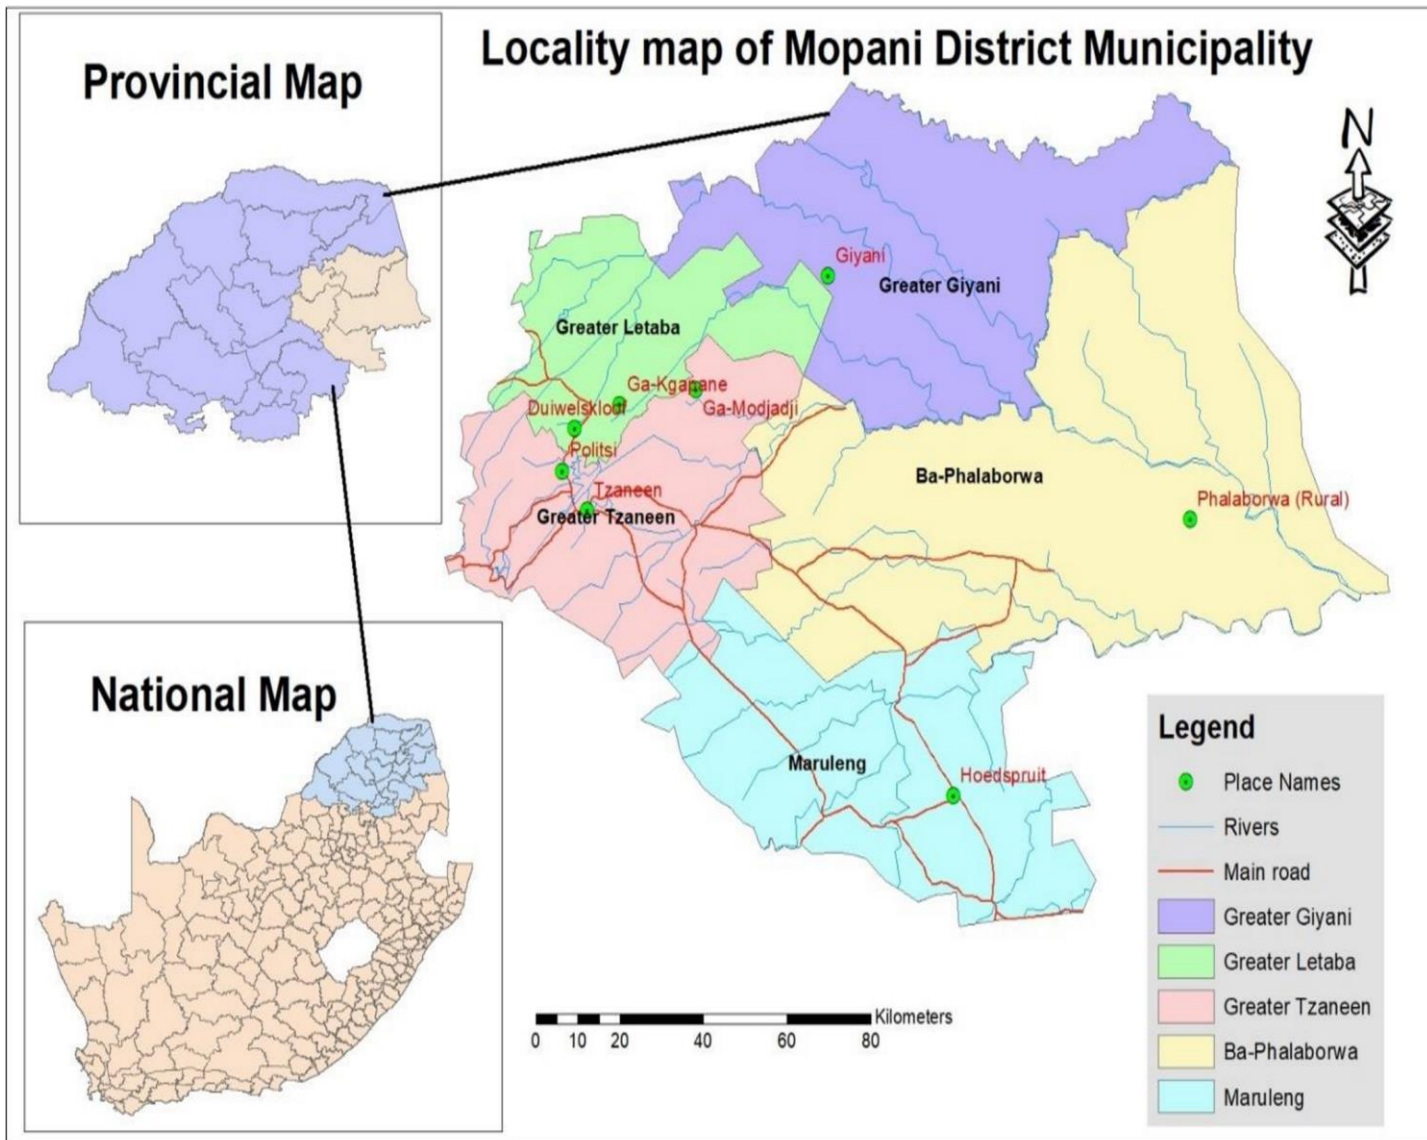 Locality map of Mopani District Municipality
Provincial Map
N
Giyani
Greater Giyani
Greater Letaba
Ga-Kgapane
Duiwelskloof
Ga-Modjadji
Politsi
Tzaneen
Greater Tzaneen
Ba-Phalaborwa
Phalaborwa (Rural)
Maruleng
Hoedspruit
National Map
Legend
Place Names
Rivers
Main road
Greater Giyani
Greater Letaba
Greater Tzaneen
Ba-Phalaborwa
Maruleng
Kilometers
0 10 20 40 60 80